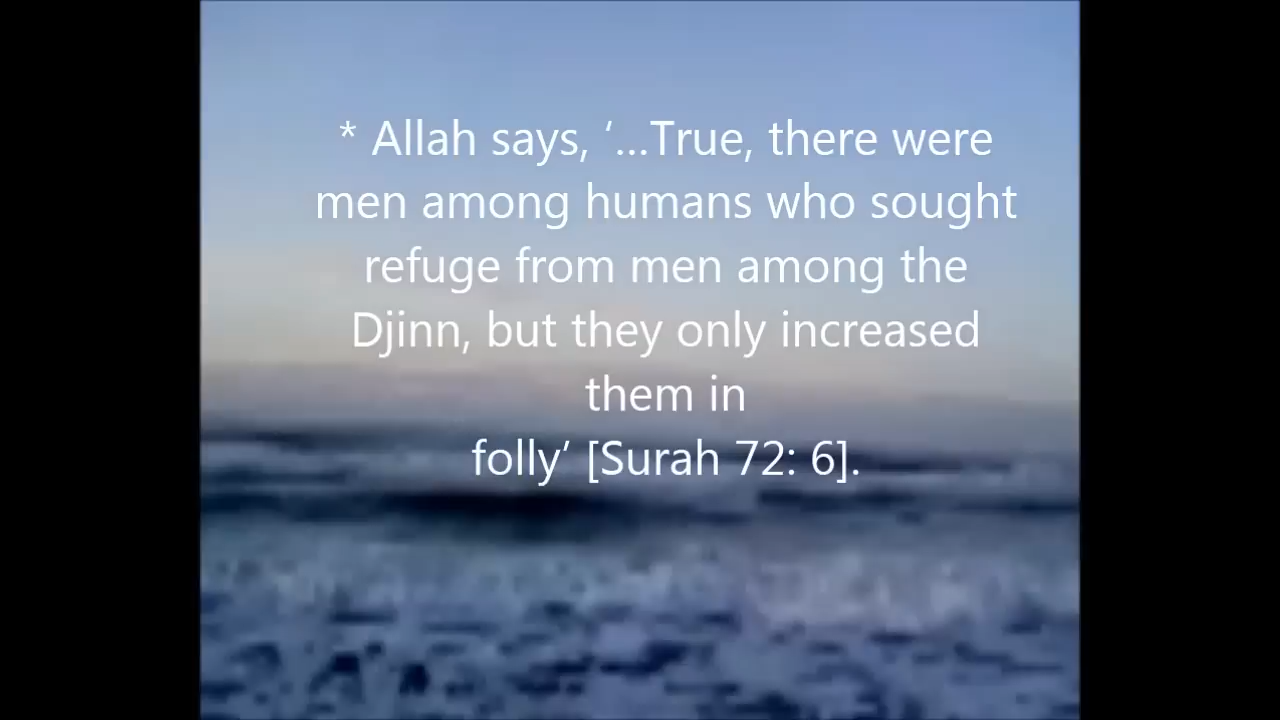 * Allah says, ‘...True, there were
men among humans who sought
refuge from men among the
Djinn, but they only increased
them in
folly’ [Surah 72: 6].